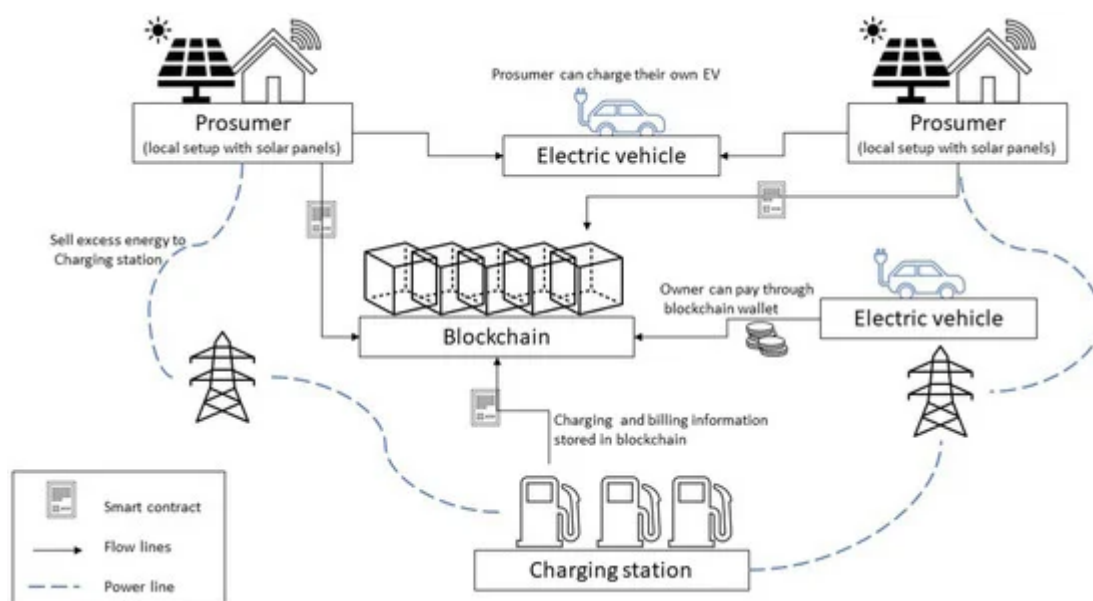 Prosumer can charge their own EV
Prosumer
(local setup with solar panels)
Electric vehicle
Prosumer
(local setup with solar panels)
Sell excess energy to
Charging station
Owner can pay through
blockchain wallet
Electric vehicle
Blockchain
Charging and billing information
stored in blockchain
Smart contract
Flow lines
Power line
Charging station